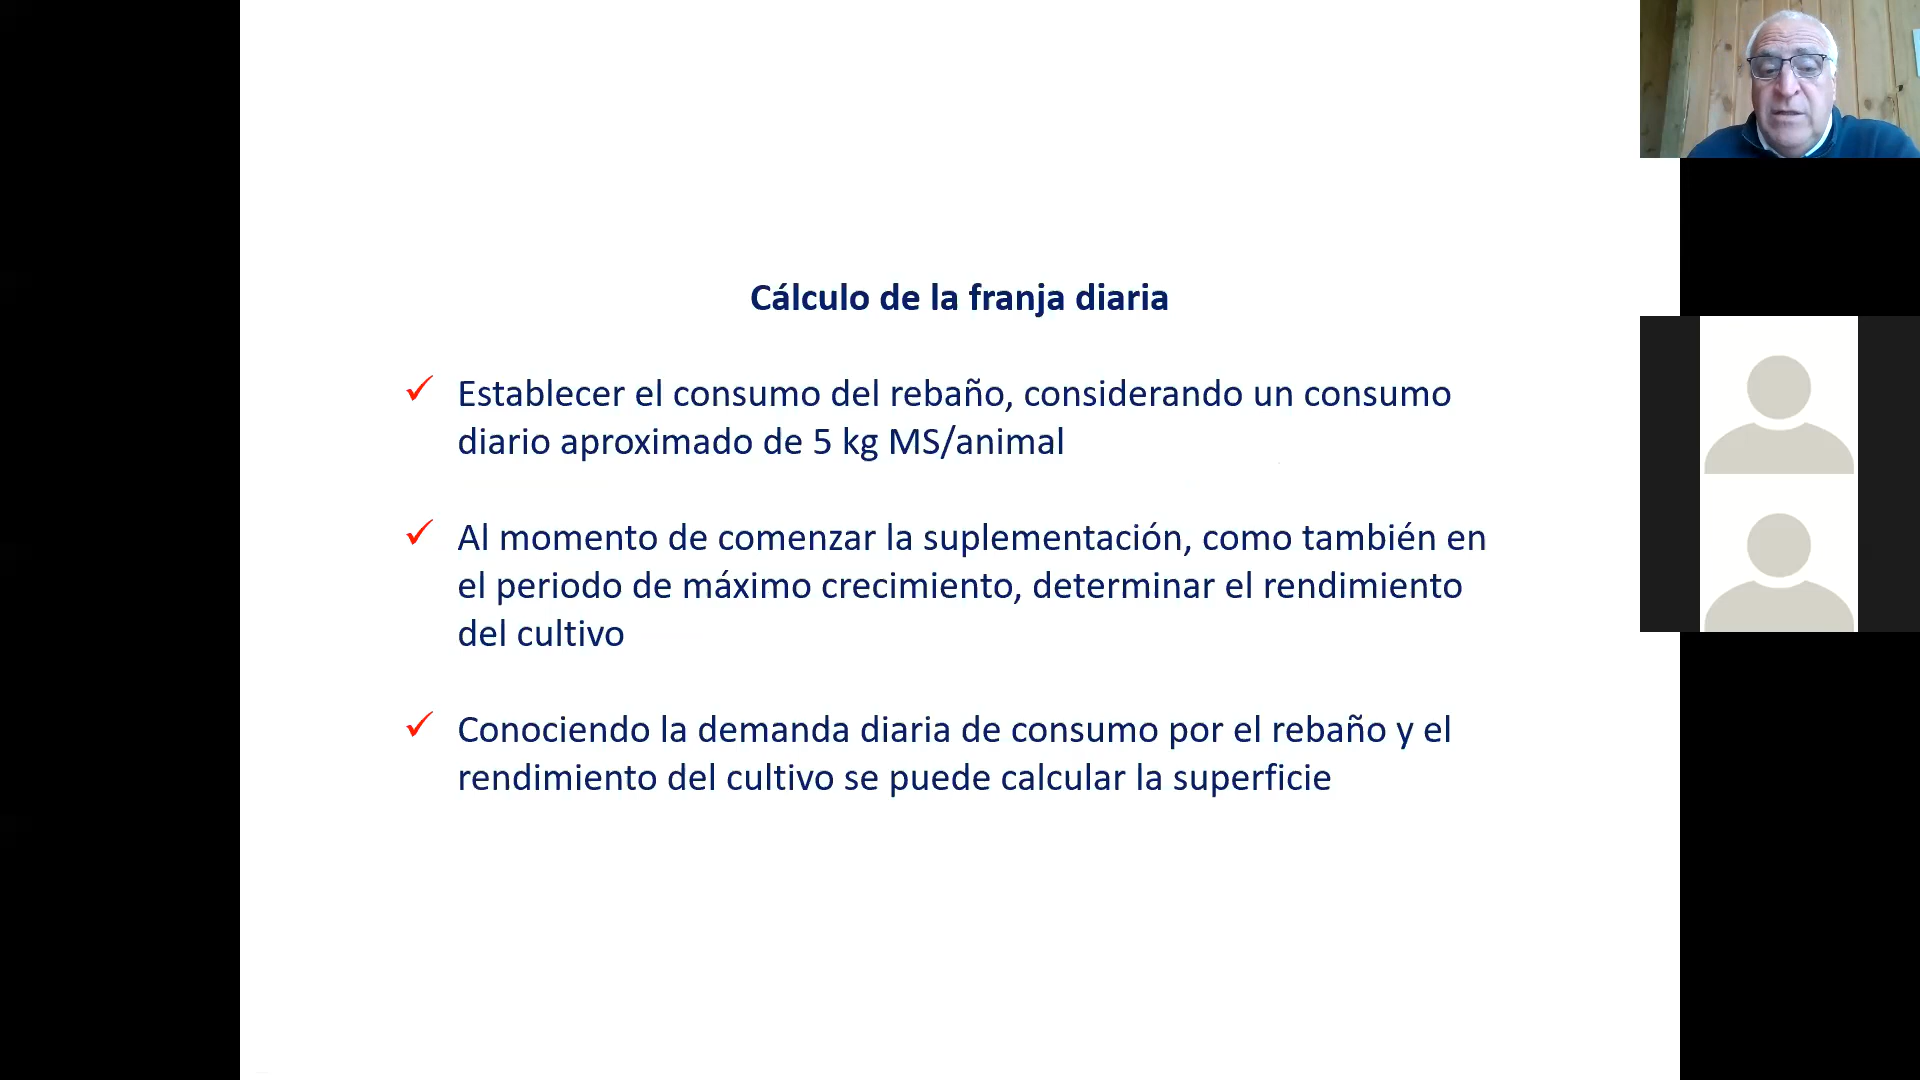 Cálculo de la franja diaria
Establecer el consumo del rebaño, considerando un consumo
diario aproximado de 5 kg MS/animal
Al momento de comenzar la suplementación, como también en
el periodo de máximo crecimiento, determinar el rendimiento
del cultivo
Conociendo la demanda diaria de consumo por el rebaño y el
rendimiento del cultivo se puede calcular la superficie